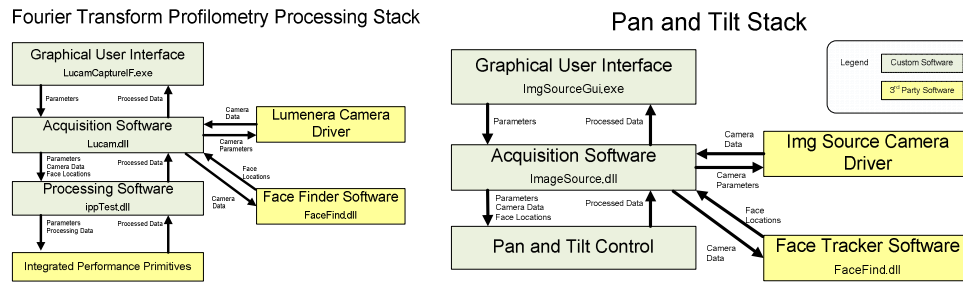 Fourier Transform Profilometry Processing Stack
Graphical User Interface
LucamCaptureIF.exe
Parameters
Processed Data
Acquisition Software
Lucam.dll
Camera
Data
Camera
Parameters
Lumenera Camera
Driver
Parameters
Camera Data
Face Locations
Processed Data
Face
Locations
Camera
Data
Processing Software
ippTest.dll
Face Finder Software
FaceFind.dll
Parameters
Processing Data
Processed Data
Integrated Performance Primitives
Pan and Tilt Stack
Legend
Custom Software
3rd Party Software
Graphical User Interface
ImgSourceGui.exe
Parameters
Processed Data
Acquisition Software
ImageSource.dll
Camera
Data
Camera
Parameters
Img Source Camera
Driver
Parameters
Camera Data
Face Locations
Processed Data
Face
Locations
Camera
Data
Pan and Tilt Control
Face Tracker Software
FaceFind.dll